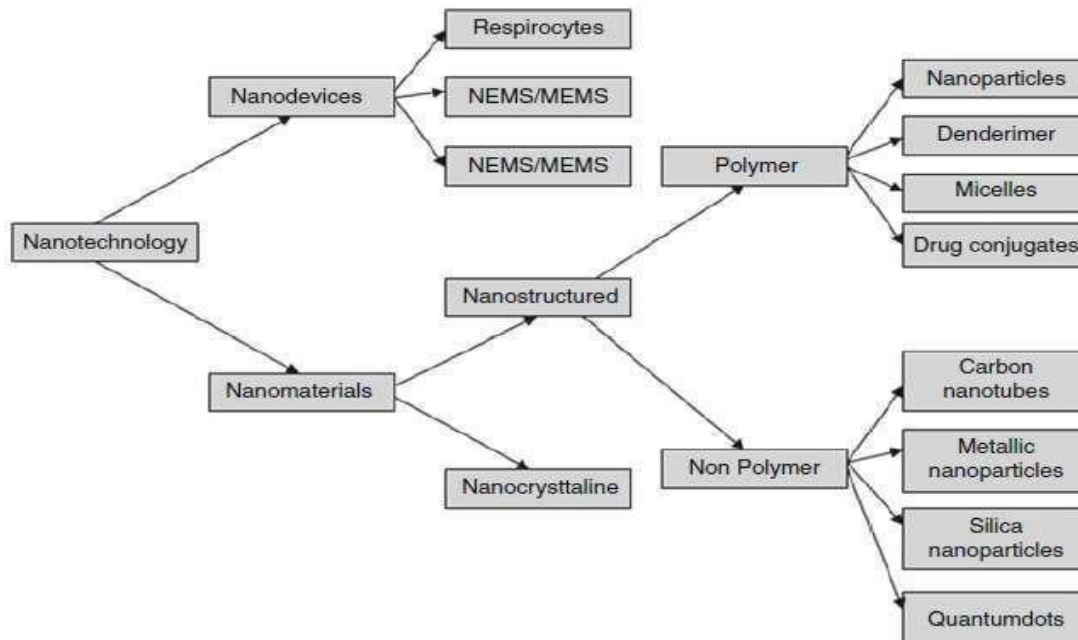 Nanotechnology
Nanodevices
Respirocytes
NEMS/MEMS
NEMS/MEMS
Nanomaterials
Nanostructured
Nanocrysttaline
Polymer
Nanoparticles
Denderimer
Micelles
Drug conjugates
Non Polymer
Carbon
nanotubes
Metallic
nanoparticles
Silica
nanoparticles
Quantumdots